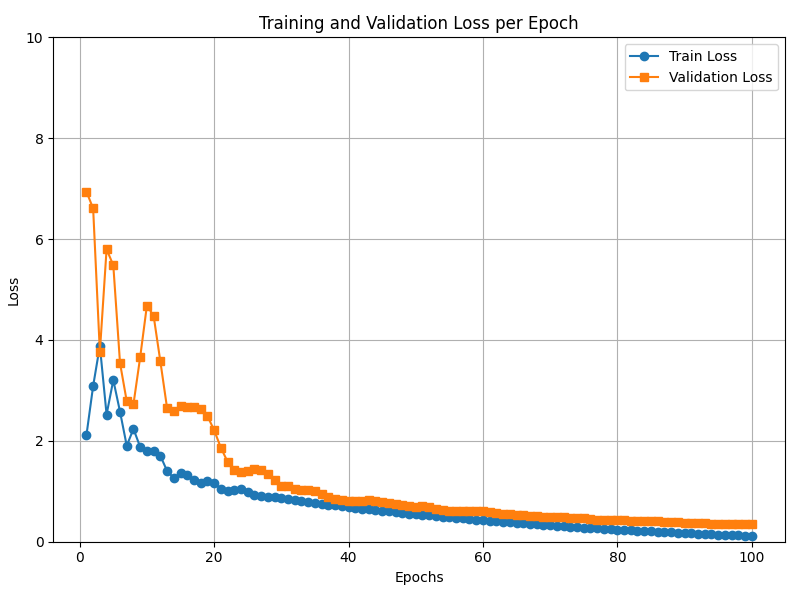 Training and Validation Loss per Epoch
Train Loss
Validation Loss
Loss
10
8
6
4
2
0
0 20 40 60 80 100
Epochs